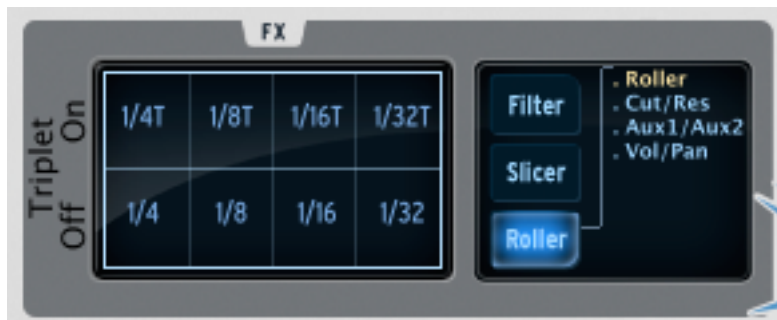 FX
Triplet
On
Off
1/4T 1/8T 1/16T 1/32T
1/4 1/8 1/16 1/32
Filter
Slicer
Roller
. Roller
. Cut/Res
. Aux1/Aux2
. Vol/Pan